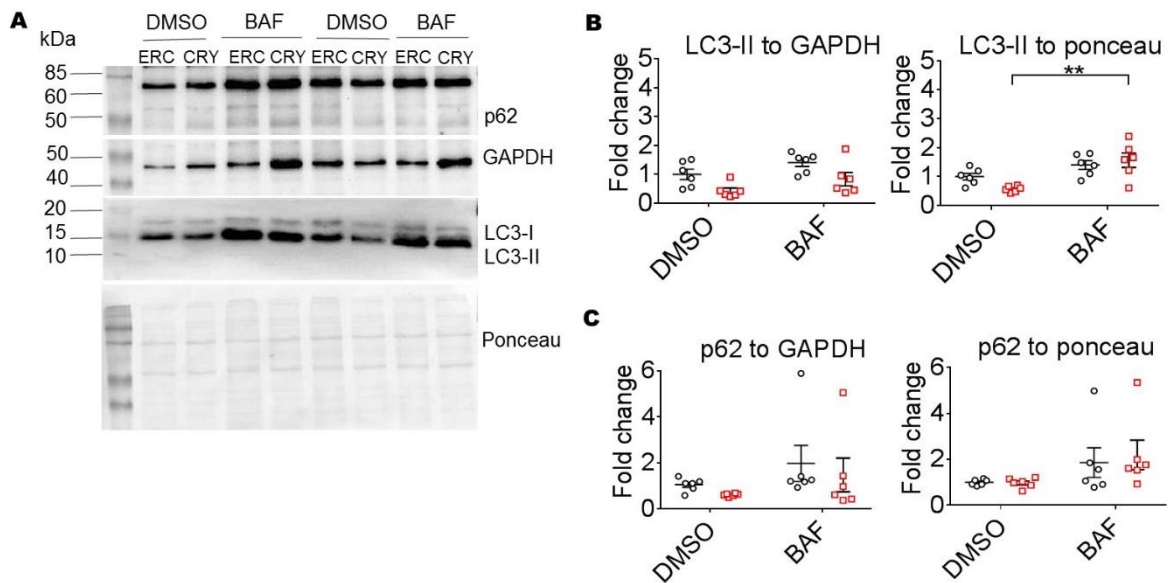 A
DMSO BAF DMSO BAF
kDa
ERC CRY ERC CRY ERC CRY ERC CRY
85
60
50
p62
50
40
GAPDH
20
15
10
LC3-I
LC3-II
Ponceau
B
LC3-II to GAPDH
Fold change
5
4
3
2
1
0
DMSO
BAF
LC3-II to ponceau
**
Fold change
5
4
3
2
1
0
DMSO
BAF
C
p62 to GAPDH
Fold change
6
4
2
0
DMSO
BAF
p62 to ponceau
Fold change
6
4
2
0
DMSO
BAF